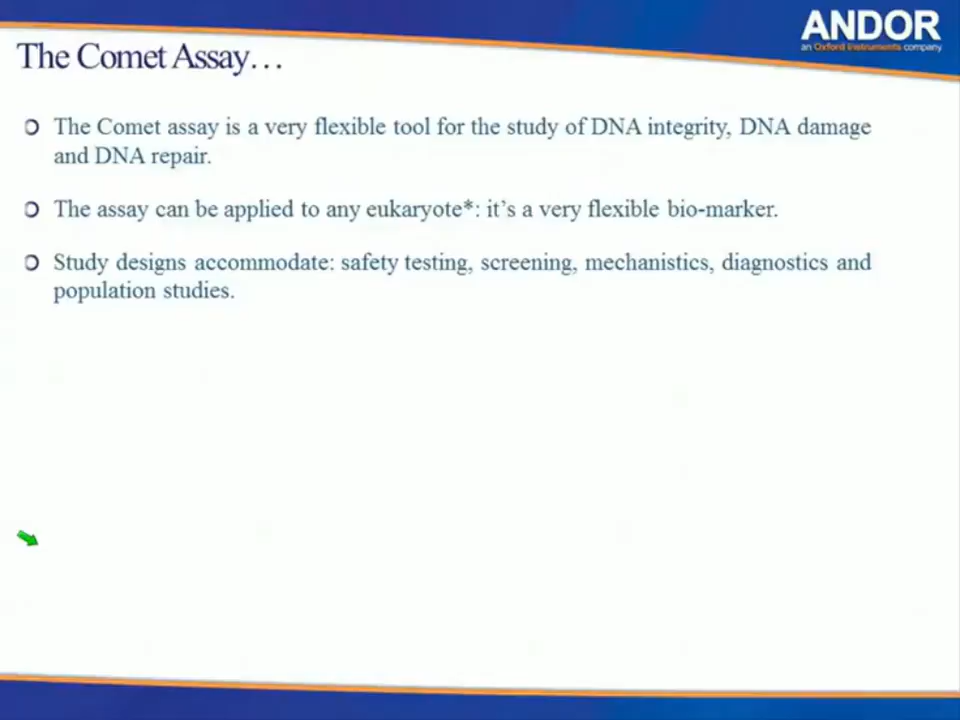 ANDOR
an Oxford Instruments company
The Comet Assay…
The Comet assay is a very flexible tool for the study of DNA integrity, DNA damage
and DNA repair.
The assay can be applied to any eukaryote*: it’s a very flexible bio-marker.
Study designs accommodate: safety testing, screening, mechanistics, diagnostics and
population studies.